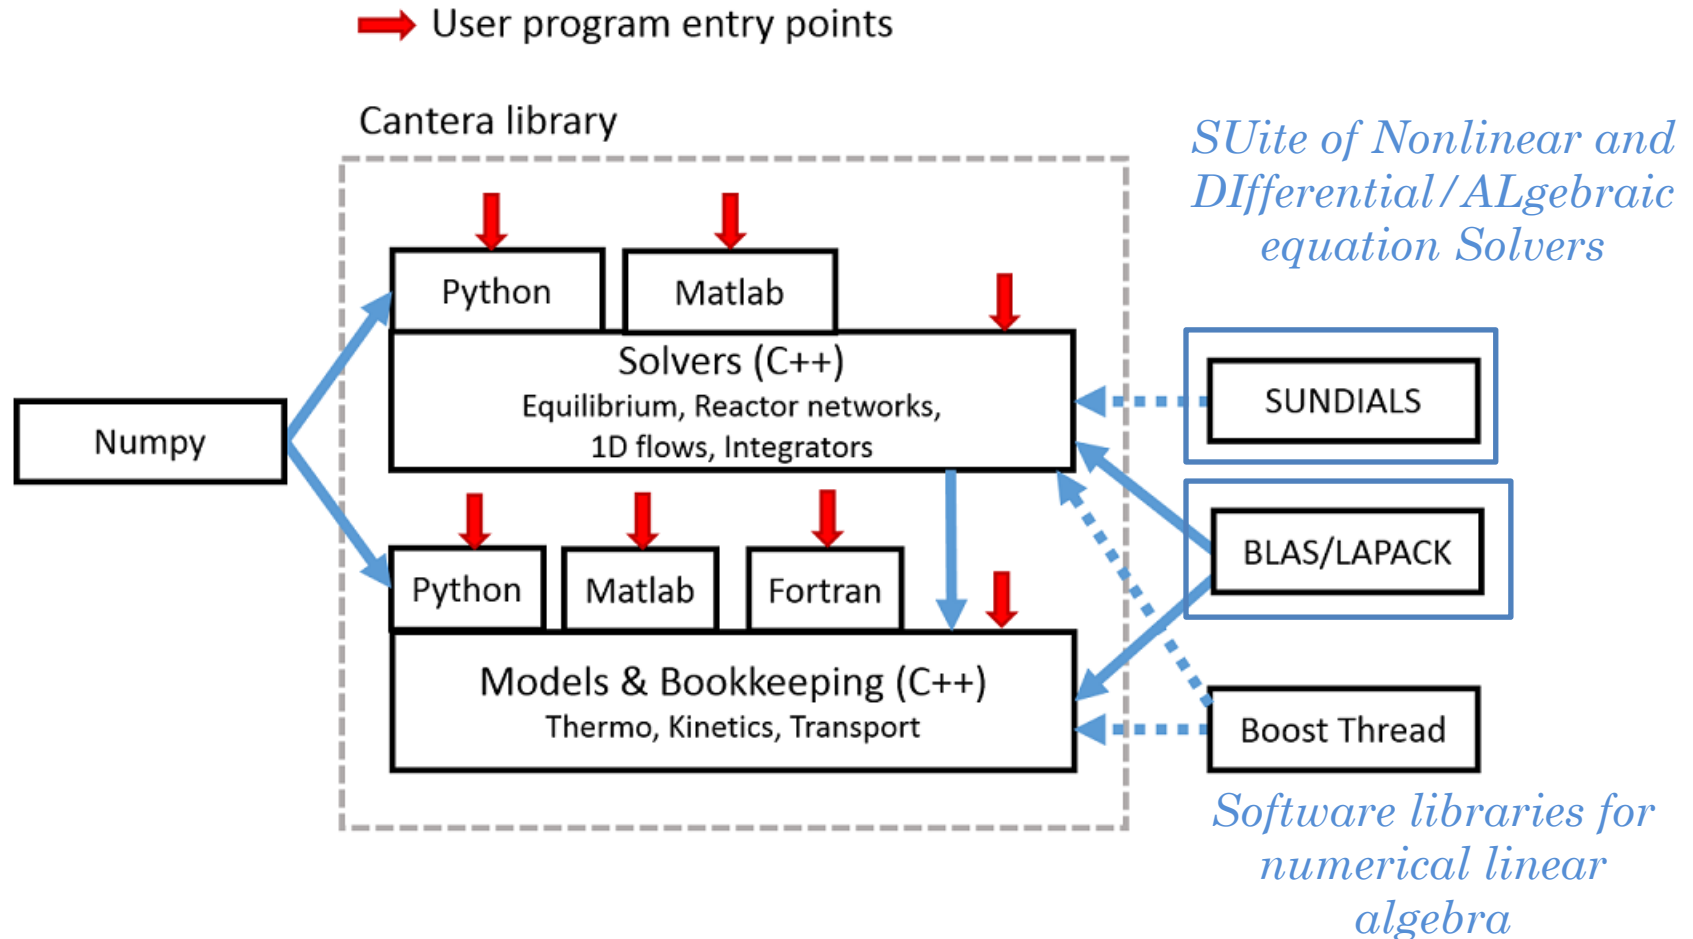 User program entry points
Cantera library
SUite of Nonlinear and
DIfferential/ALgebraic
equation Solvers
Python
Matlab
Solvers (C++)
Equilibrium, Reactor networks,
1D flows, Integrators
SUNDIALS
Numpy
BLAS/LAPACK
Python
Matlab
Fortran
Models & Bookkeeping (C++)
Thermo, Kinetics, Transport
Boost Thread
Software libraries for
numerical linear
algebra